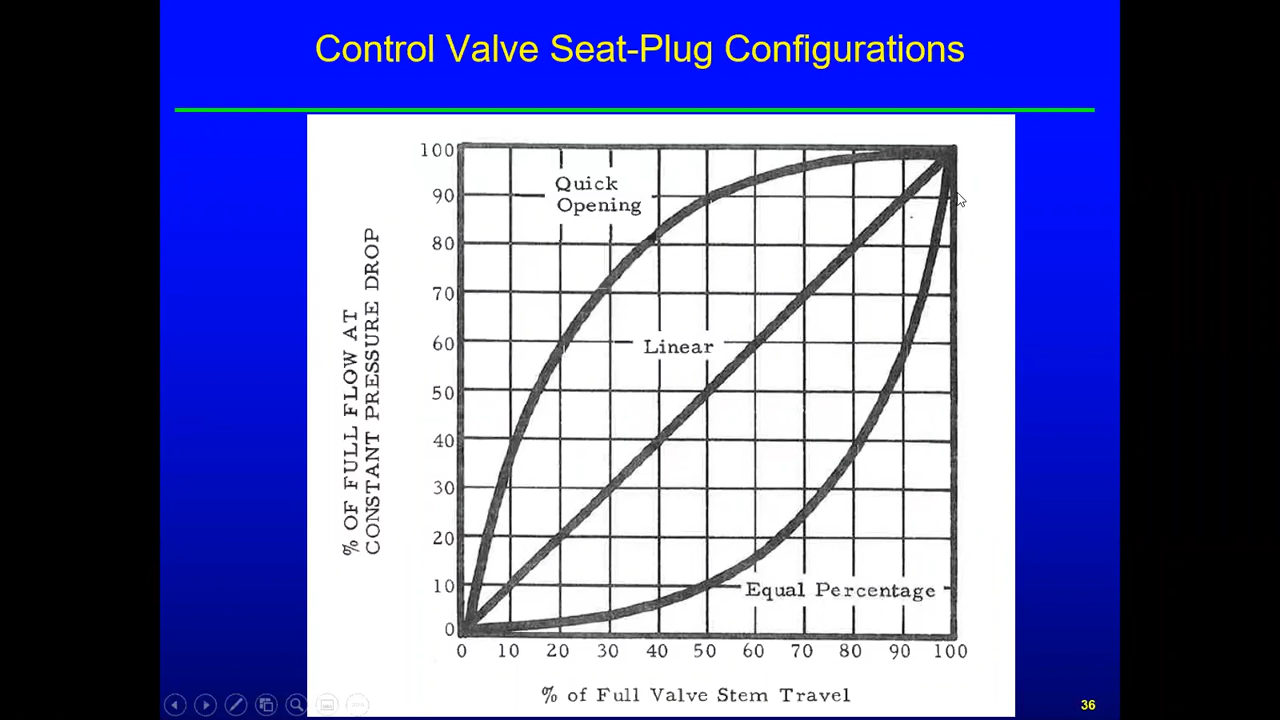 Control Valve Seat-Plug Configurations
% OF FULL FLOW AT
CONSTANT PRESSURE DROP
100
90
80
70
60
50
40
30
20
10
0
Quick
Opening
Linear
Equal Percentage
0 10 20 30 40 50 60 70 80 90 100
% of Full Valve Stem Travel
36